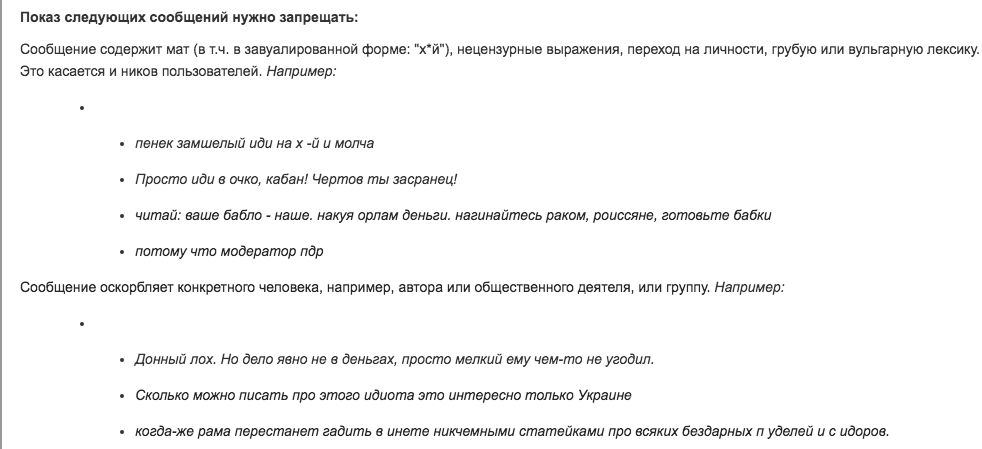 Показ следующих сообщений нужно запрещать:
Сообщение содержит мат (в т.ч. в завуалированной форме: "х*й"), нецензурные выражения, переход на личности, грубую или вульгарную лексику.
Это касается и ников пользователей. Например:
пенек замшелый иди на х -й и молча
Просто иди в очко, кабан! Чертов ты засранец!
читай: ваше бабло - наше. накуя орлам деньги. нагинайтесь раком, роиссяне, готовьте бабки
потому что модератор пдр
Сообщение оскорбляет конкретного человека, например, автора или общественного деятеля, или группу. Например:
Донный лох. Но дело явно не в деньгах, просто мелкий ему чем-то не угодил.
Сколько можно писать про этого идиота это интересно только Украине
когда-же рама перестанет гадить в инете никчемными статейками про всяких бездарных п уделей и с идоров.